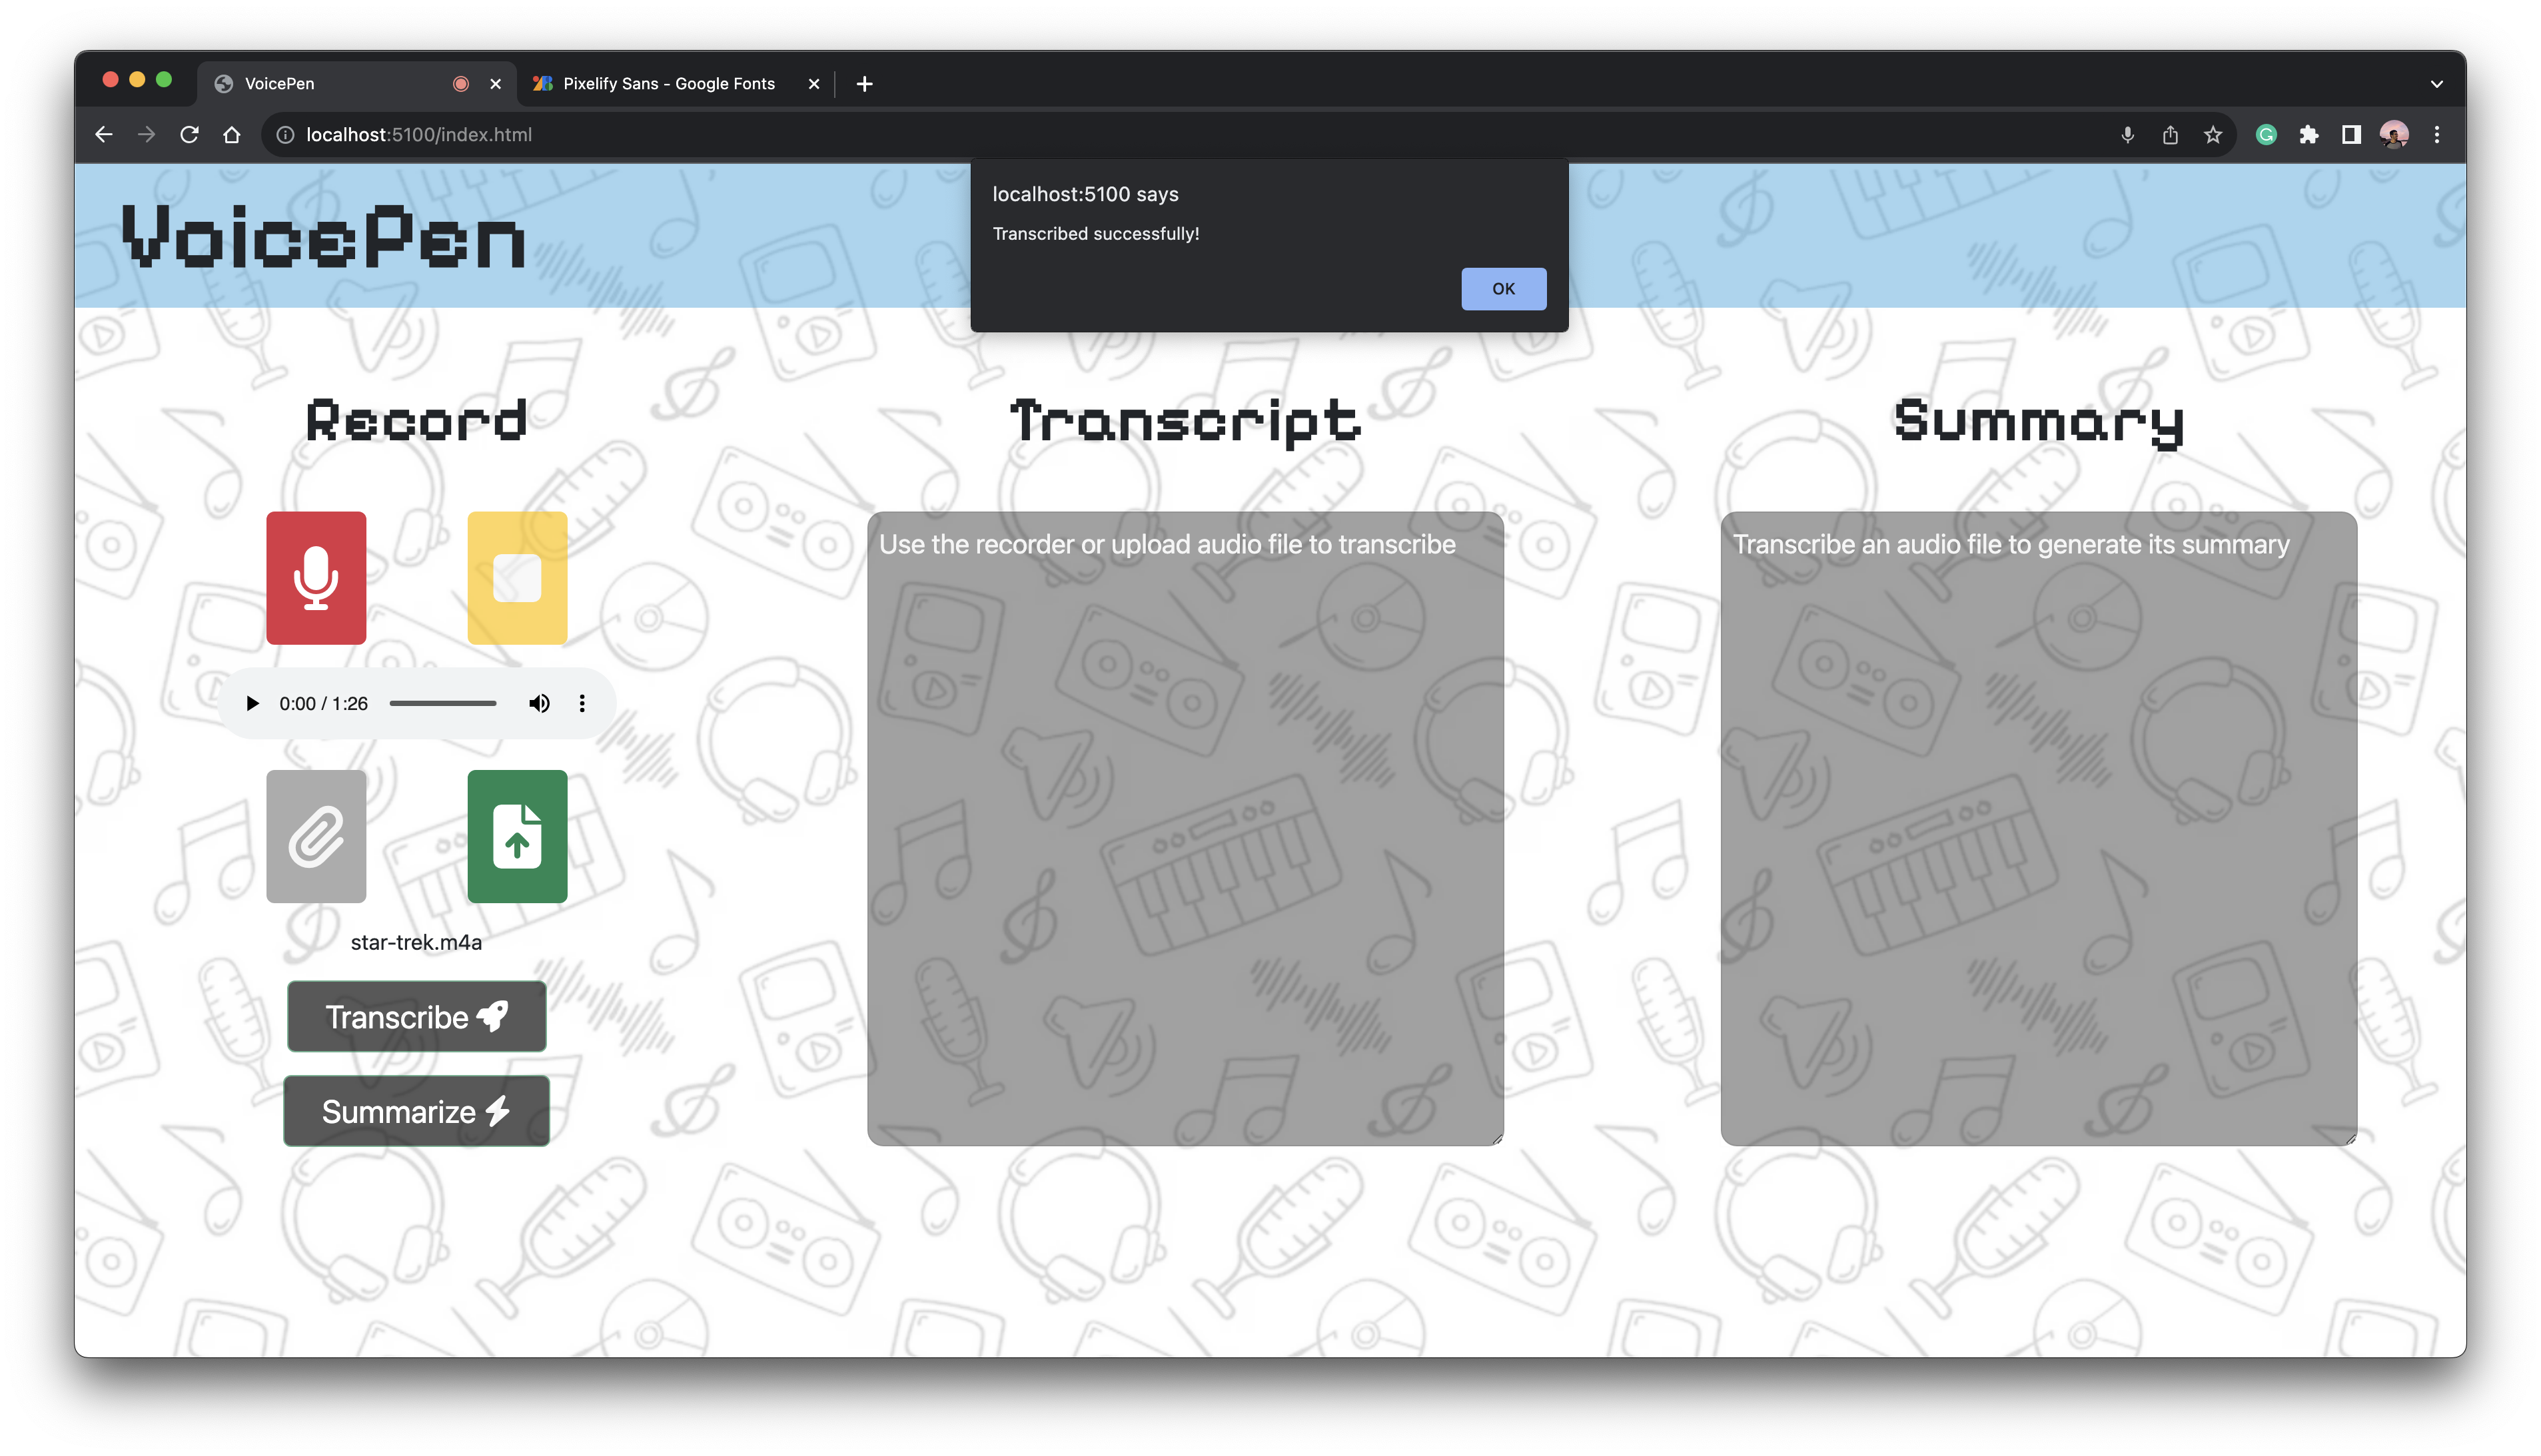 VoicePen
Pixelify Sans - Google Fonts
localhost:5100/index.html
localhost:5100 says
Transcribed successfully!
OK
VoicePen
Record
Transcript
Summary
Use the recorder or upload audio file to transcribe
Transcribe an audio file to generate its summary
0:00 / 1:26
star-trek.m4a
Transcribe
Summarize